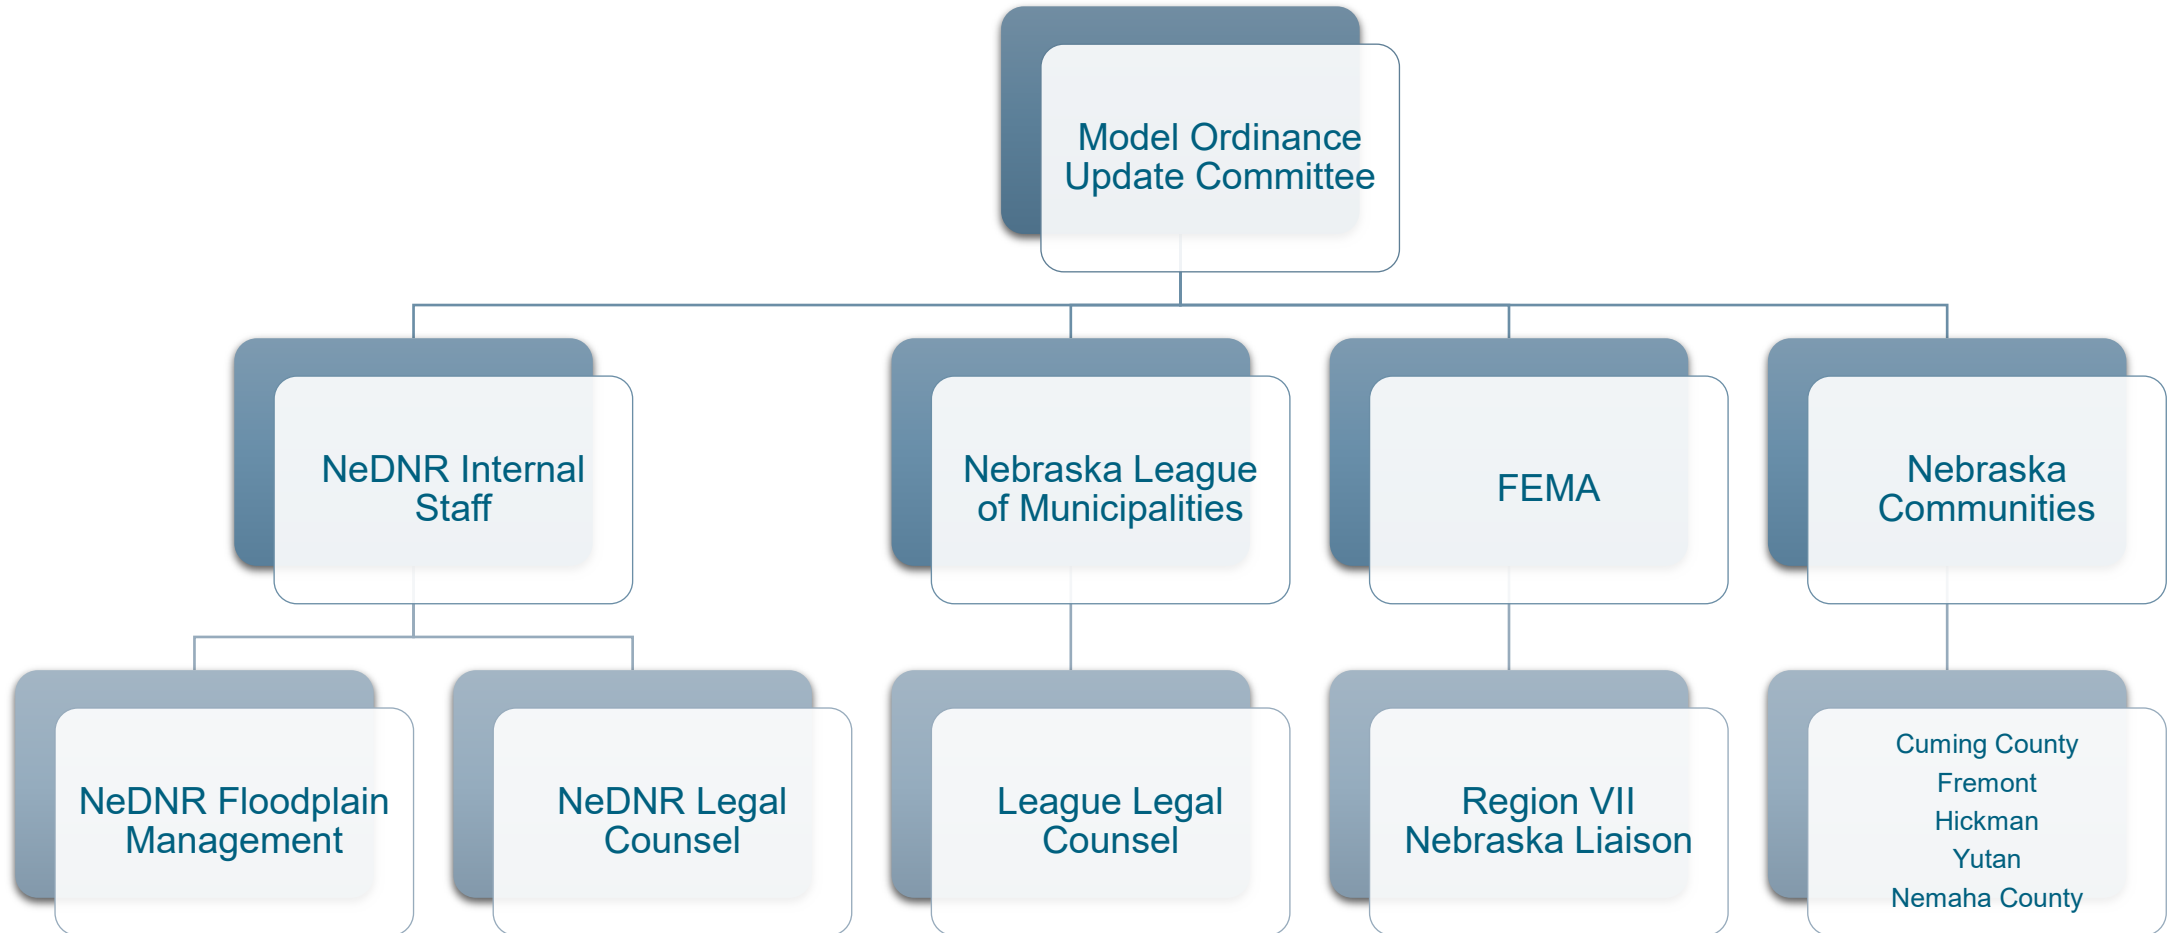 Model Ordinance
Update Committee
NeDNR Internal
Staff
Nebraska League
of Municipalities
FEMA
Nebraska
Communities
NeDNR Floodplain
Management
NeDNR Legal
Counsel
League Legal
Counsel
Region VII
Nebraska Liaison
Cuming County
Fremont
Hickman
Yutan
Nemaha County